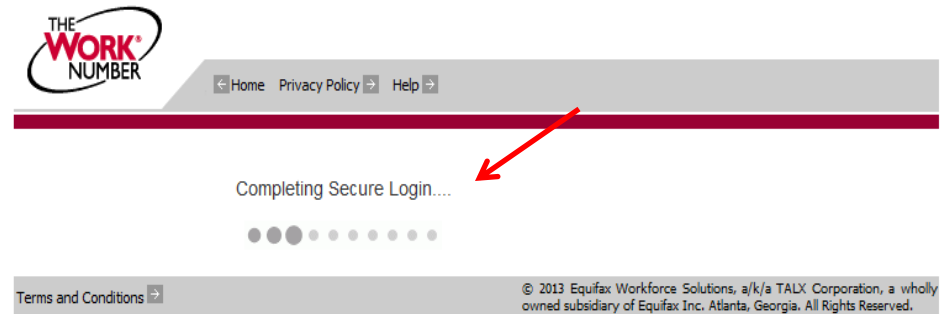 THE
WORK®
NUMBER
Home Privacy Policy Help
Completing Secure Login....
Terms and Conditions
© 2013 Equifax Workforce Solutions, a/k/a TALX Corporation, a wholly
owned subsidiary of Equifax Inc. Atlanta, Georgia. All Rights Reserved.